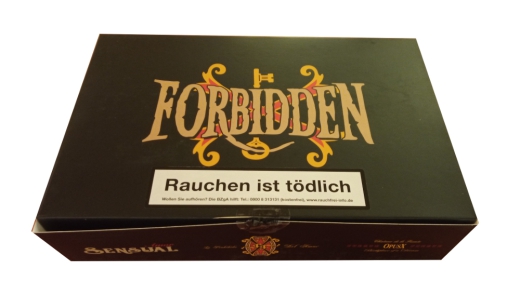 FORBIDDEN
Rauchen ist tödlich
Wollen Sie aufhören? Die BZgA hilft: Tel.: 0800 8 313131 (kostenfrei), www.rauchfrei-info.de
SENSUAL
OPUSX